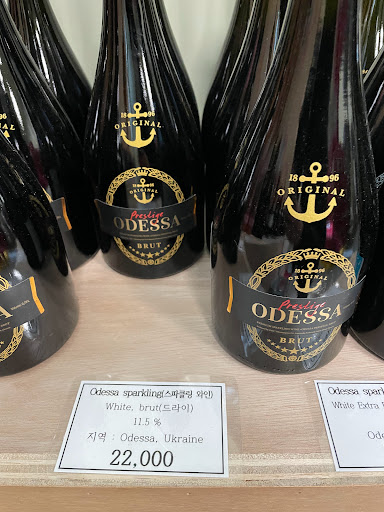 18 96
ORIGINAL
Prestige
ODESSA
BRUT
18 96
ORIGINAL
Prestige
ODESSA
BRUT
Odessa sparkling(스파클링 와인)
White, brut(드라이)
11.5 %
지역 : Odessa, Ukraine
22,000
Odessa spark
White Extra
Ode